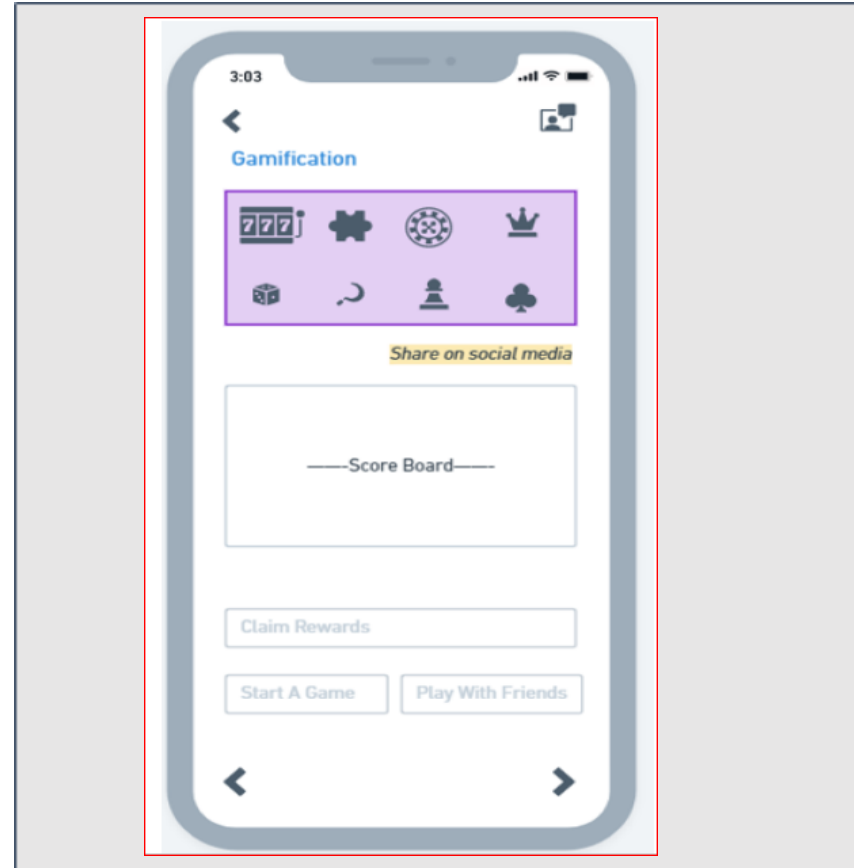 3:03
Gamification
777
Share on social media
——-Score Board——-
Claim Rewards
Start A Game
Play With Friends